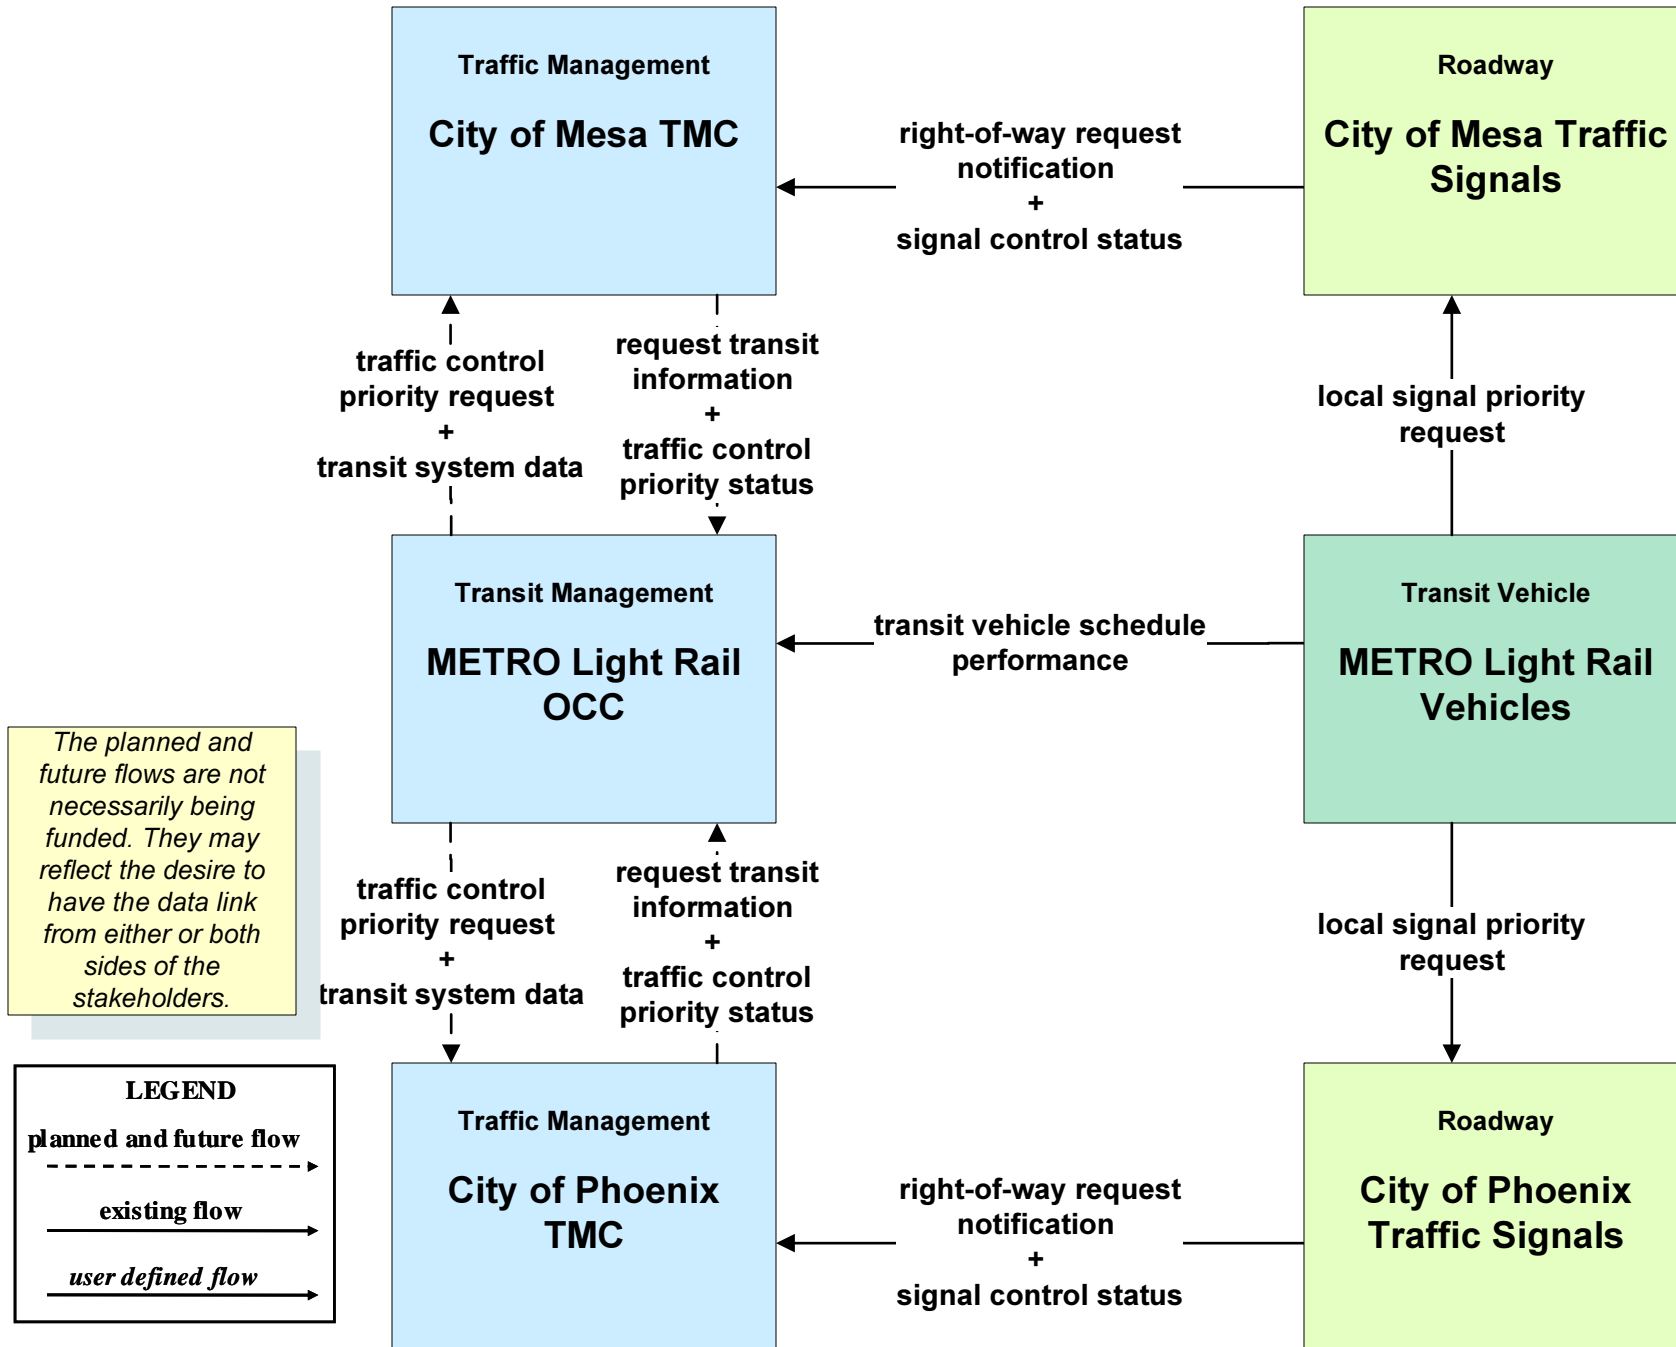 Traffic Management
City of Mesa TMC
right-of-way request
notification
+
signal control status
Roadway
City of Mesa Traffic
Signals
traffic control
priority request
+
transit system data
request transit
information
+
traffic control
priority status
local signal priority
request
Transit Management
METRO Light Rail
OCC
transit vehicle schedule
performance
Transit Vehicle
METRO Light Rail
Vehicles
The planned and
future flows are not
necessarily being
funded. They may
reflect the desire to
have the data link
from either or both
sides of the
stakeholders.
traffic control
priority request
+
transit system data
request transit
information
+
traffic control
priority status
local signal priority
request
LEGEND
planned and future flow
existing flow
user defined flow
Traffic Management
City of Phoenix
TMC
right-of-way request
notification
+
signal control status
Roadway
City of Phoenix
Traffic Signals